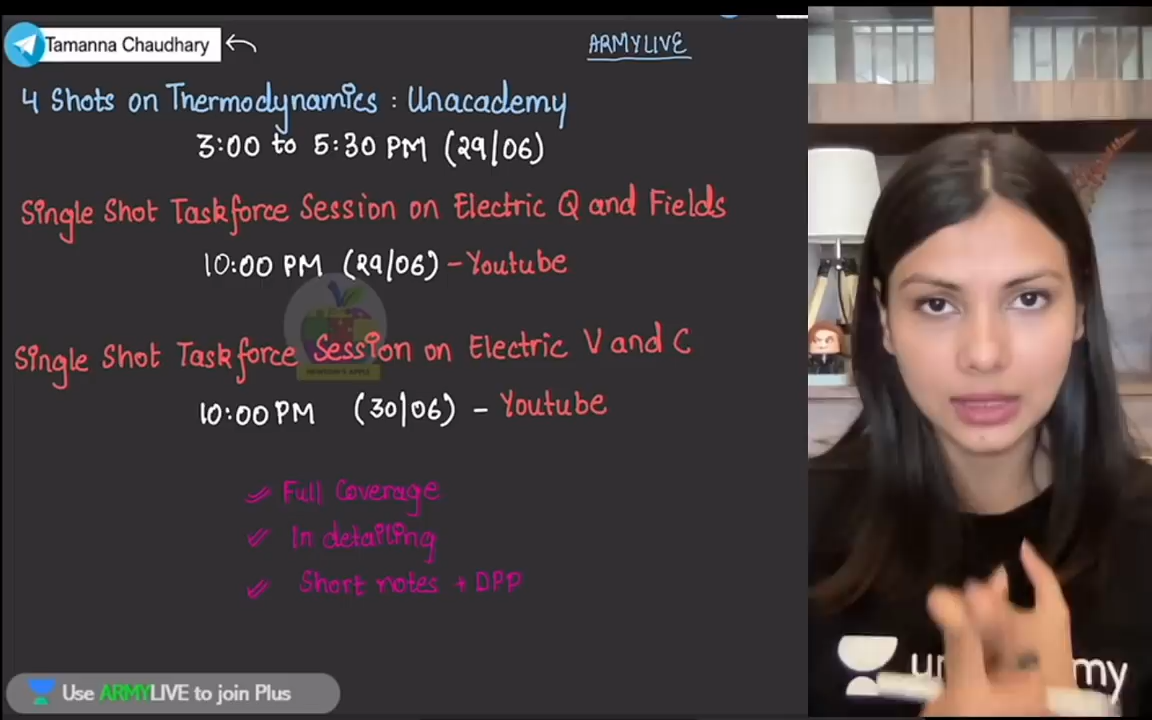 Tamanna Chaudhary
ARMYLIVE
4 Shots on Thermodynamics : Unacademy
3:00 to 5:30 PM (29/06)
Single Shot Taskforce Session on Electric Q and Fields
10:00 PM (29/06) - Youtube
Single Shot Taskforce Session on Electric V and C
10:00 PM (30/06) - Youtube
Full Coverage
In detailing
Short notes + DPP
Use ARMYLIVE to join Plus